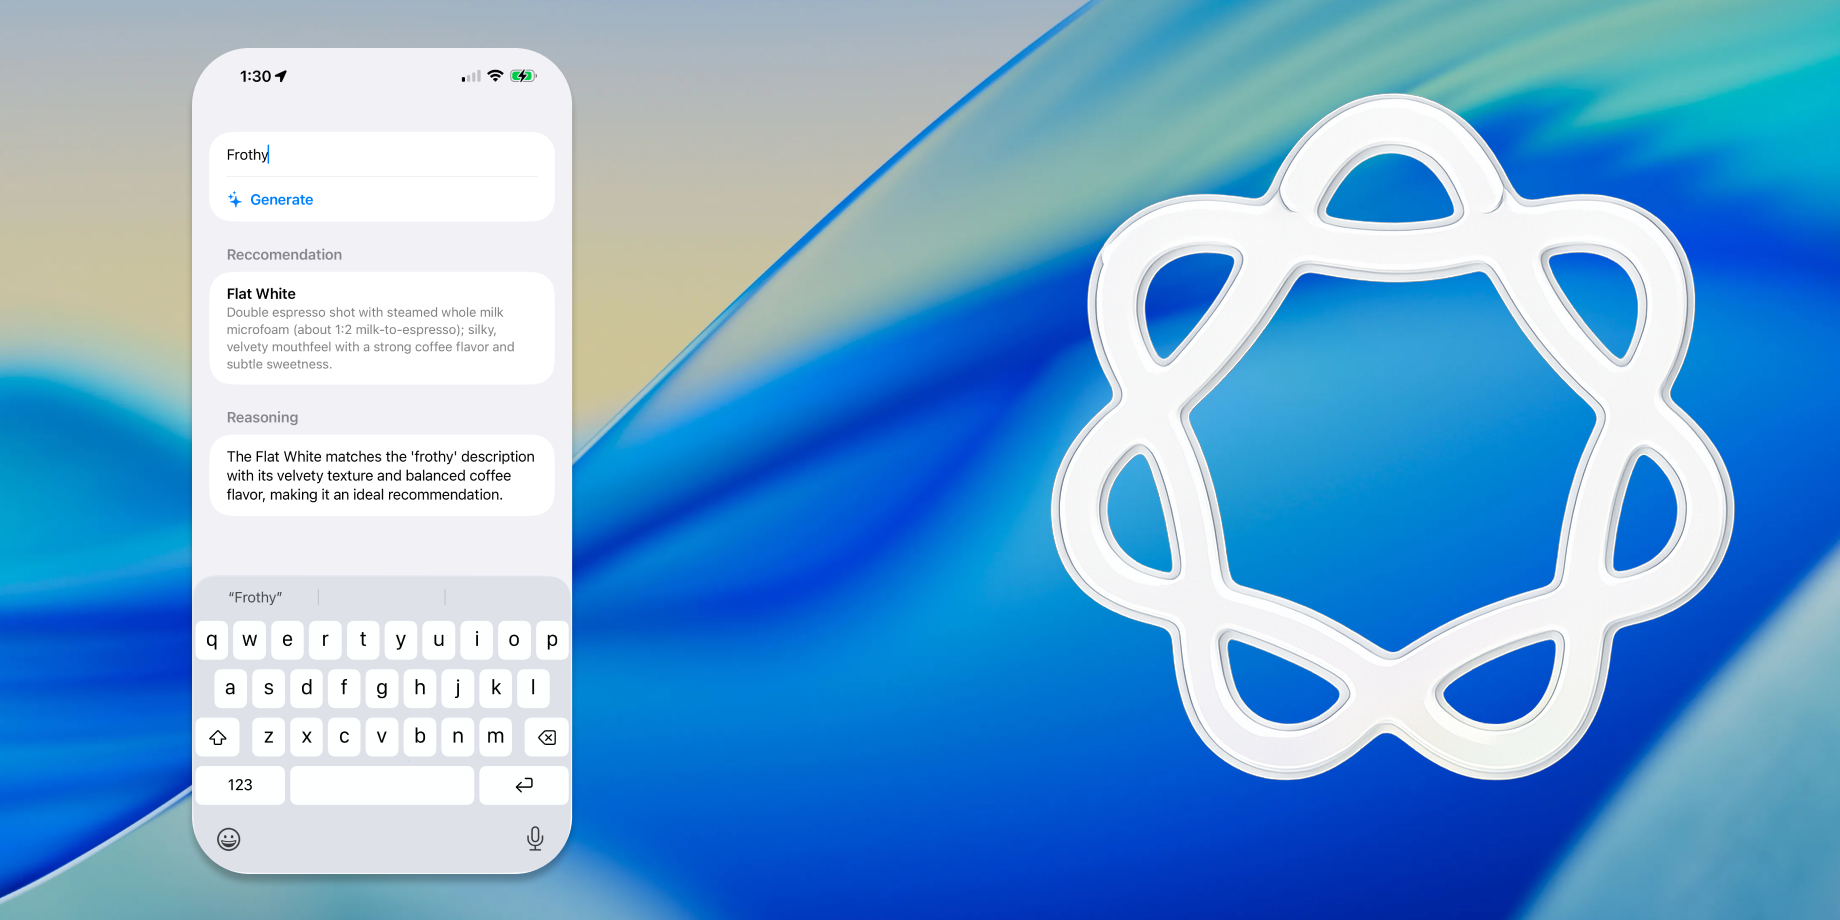 1:30
Frothy
Generate
Reccomendation
Flat White
Double espresso shot with steamed whole milk
microfoam (about 1:2 milk-to-espresso); silky,
velvety mouthfeel with a strong coffee flavor and
subtle sweetness.
Reasoning
The Flat White matches the 'frothy' description
with its velvety texture and balanced coffee
flavor, making it an ideal recommendation.
“Frothy”
q w e r t y u i o p
a s d f g h j k l
z x c v b n m
123